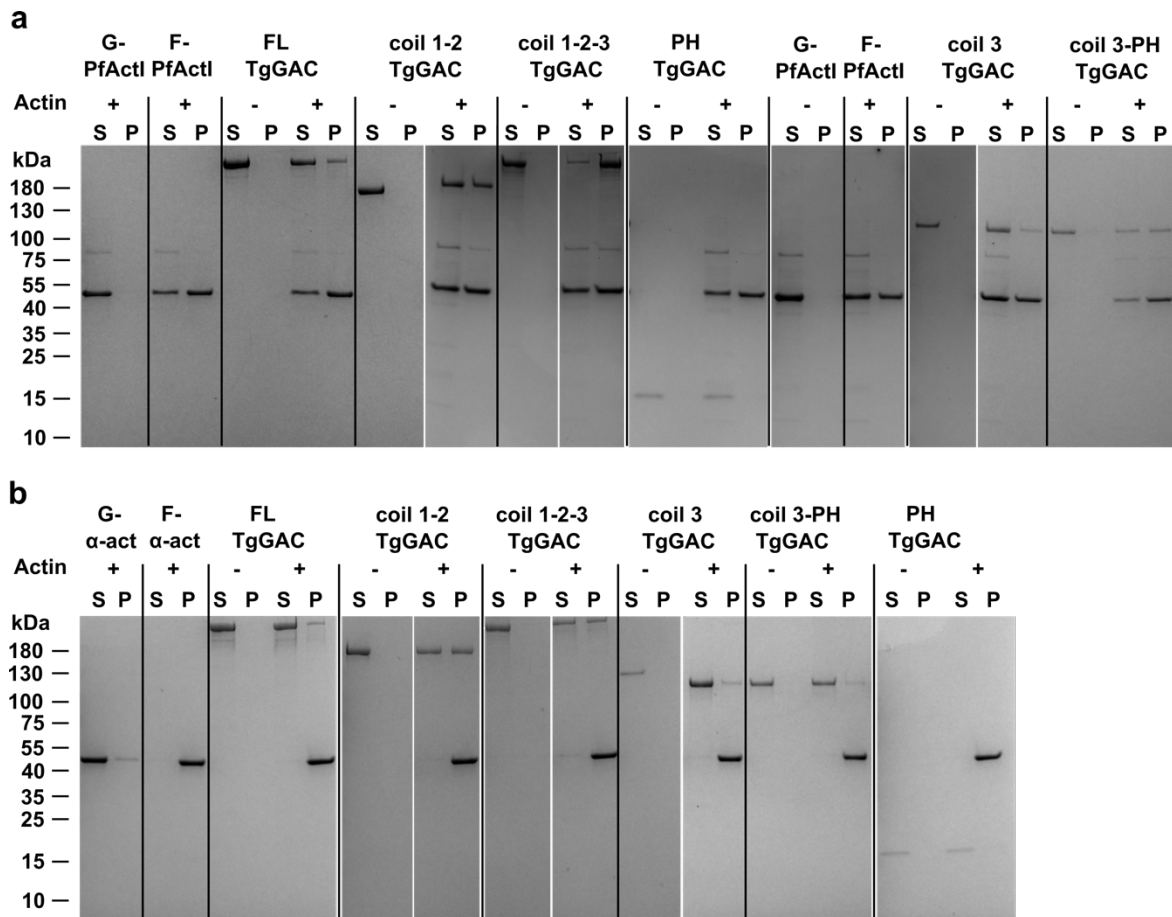 a
G- F- FL coil 1-2 coil 1-2-3 PH G- F- coil 3 coil 3-PH
PfActI PfActI TgGAC TgGAC TgGAC TgGAC PfActI PfActI TgGAC TgGAC
Actin + + - + - + - + - + - + - + - +
S P S P S P S P S P S P S P S P S P S P S P S P S P S P S P S P
kDa
180
130
100
75
55
40
35
25
15
10
b
G- F- FL coil 1-2 coil 1-2-3 coil 3 coil 3-PH PH
α-act α-act TgGAC TgGAC TgGAC TgGAC TgGAC TgGAC
Actin + + - + - + - + - + - + - +
S P S P S P S P S P S P S P S P S P S P S P S P S P S P
kDa
180
130
100
75
55
40
35
25
15
10